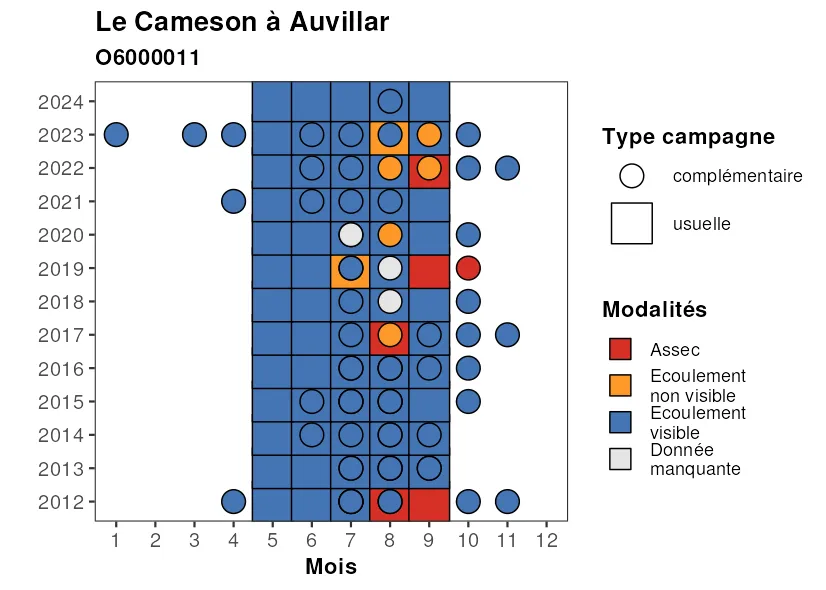 Le Cameson à Auvillar
O6000011
2024
2023
2022
2021
2020
2019
2018
2017
2016
2015
2014
2013
2012
1 2 3 4 5 6 7 8 9 10 11 12
Mois
Type campagne
complémentaire
usuelle
Modalités
Assec
Ecoulement
non visible
Ecoulement
visible
Donnée
manquante